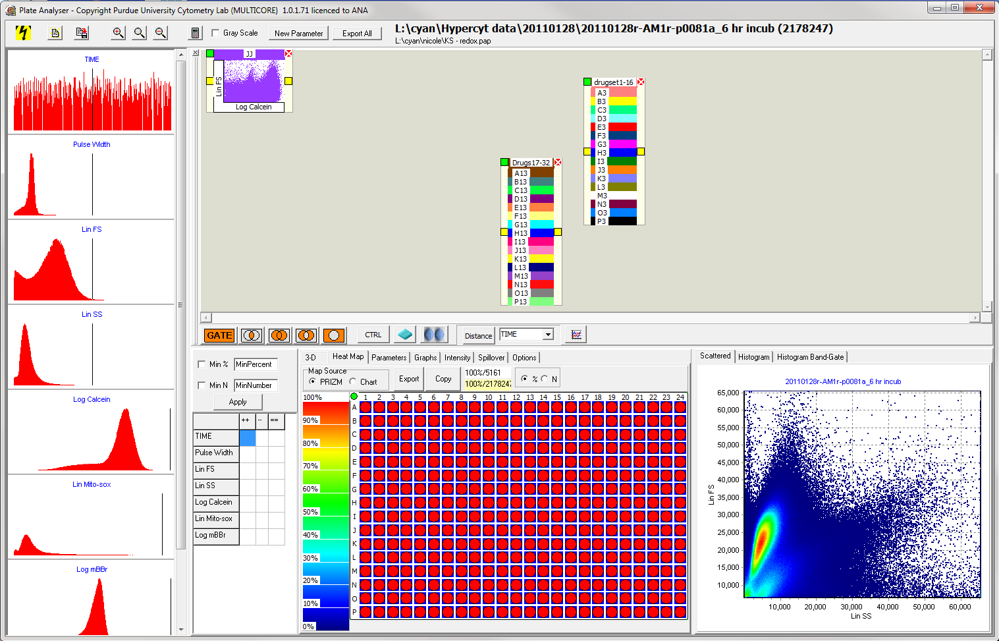 Plate Analyser - Copyright Purdue University Cytometry Lab (MULTICORE) 1.0.1.71 licenced to ANA
Gray Scale
New Parameter
Export All
L:\cyan\Hypercyt data\20110128\20110128r-AM1r-p0081a_6 hr incub (2178247)
L:\cyan\nicole\KS - redox.pap
TIME
Pulse Width
Lin FS
Lin SS
Log Calcein
Lin Mito-sox
Log mBBr
JJ
Lin FS
Log Calcein
drugset1-16
A3
B3
C3
D3
E3
F3
G3
H3
I3
J3
K3
L3
M3
N3
O3
P3
Drugs17-32
A13
B13
C13
D13
E13
F13
G13
H13
I13
J13
K13
L13
M13
N13
O13
P13
GATE
CTRL
Distance
TIME
Min % MinPercent
Min N MinNumber
Apply
++ -- ==
TIME
Pulse Width
Lin FS
Lin SS
Log Calcein
Lin Mito-sox
Log mBBr
3-D Heat Map Parameters Graphs Intensity Spillover Options
Map Source
PRIZM Chart
Export
Copy
100%/5161
100%/2178247
% N
100%
90%
80%
70%
60%
50%
40%
30%
20%
10%
0%
1 2 3 4 5 6 7 8 9 10 11 12 13 14 15 16 17 18 19 20 21 22 23 24
A
B
C
D
E
F
G
H
I
J
K
L
M
N
O
P
Scattered Histogram Histogram Band-Gate
20110128r-AM1r-p0081a_6 hr incub
65,000
60,000
55,000
50,000
45,000
40,000
35,000
30,000
25,000
20,000
15,000
10,000
Lin FS
10,000 20,000 30,000 40,000 50,000 60,000
Lin SS